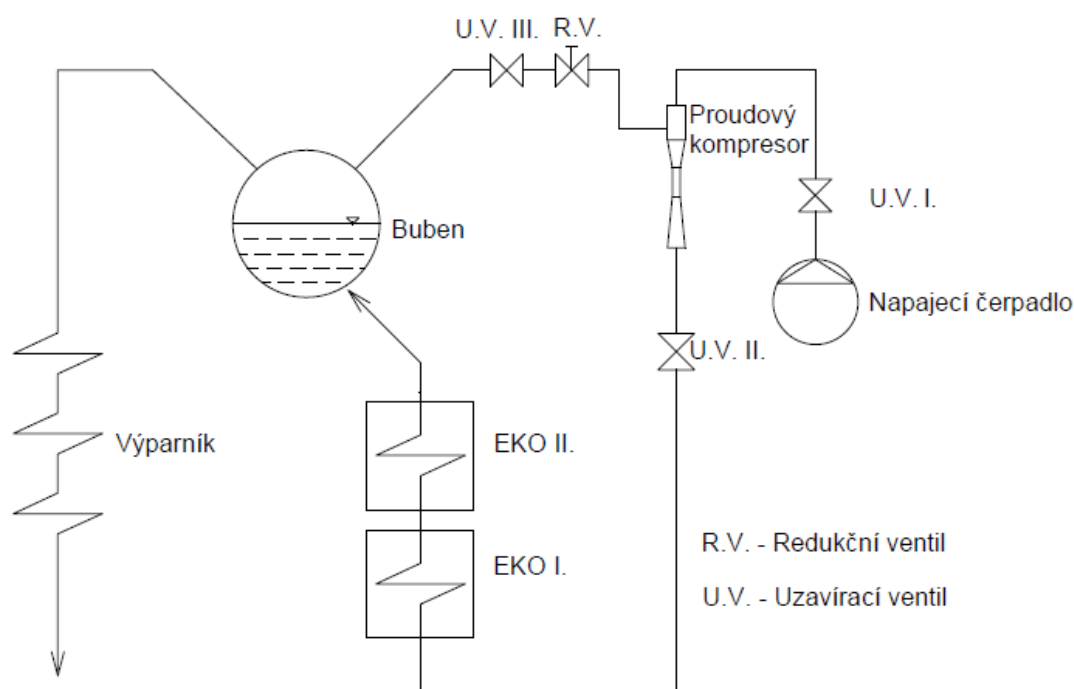 U.V. III.
R.V.
Proudový
kompresor
U.V. I.
Buben
Napajecí čerpadlo
U.V. II.
Výparník
EKO II.
EKO I.
R.V. - Redukční ventil
U.V. - Uzavírací ventil